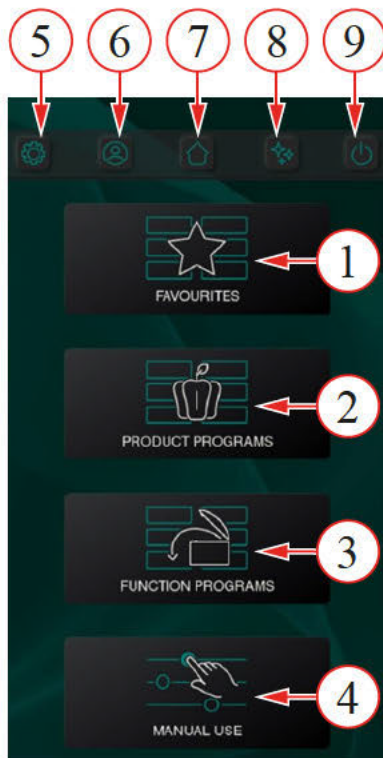 5 6 7 8 9
1
FAVOURITES
2
PRODUCT PROGRAMS
3
FUNCTION PROGRAMS
4
MANUAL USE